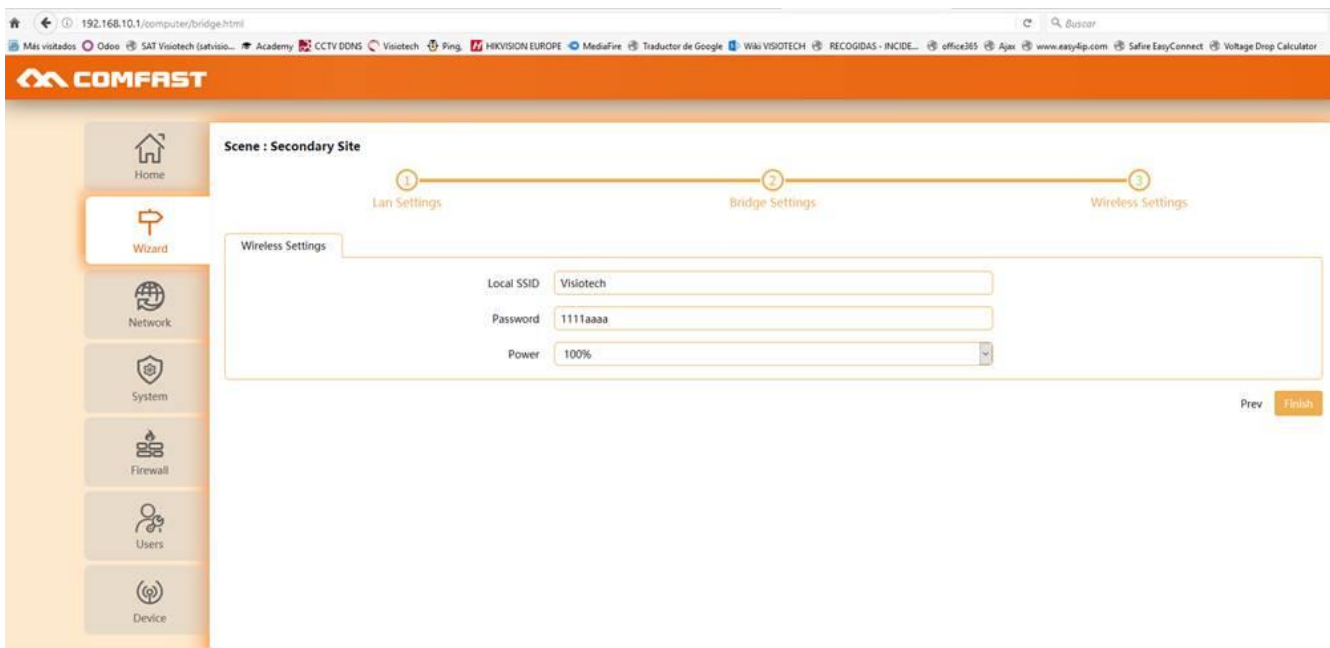 192.168.10.1/computer/bridge.html
Buscar
Más visitados Odoo SAT Visiotech (satvisio... Academy CCTV DDNS Visiotech Ping, HIKVISION EUROPE MediaFire Traductor de Google Wiki VISIOTECH RECOGIDAS - INCIDE... office365 Ajax www.easy4ip.com Safire EasyConnect Voltage Drop Calculator
COMFAST
Home
Wizard
Network
System
Firewall
Users
Device
Scene : Secondary Site
1
Lan Settings
2
Bridge Settings
3
Wireless Settings
Wireless Settings
Local SSID Visiotech
Password 1111aaaa
Power 100%
Prev Finish